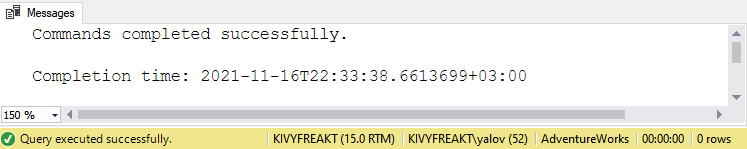 Messages
Commands completed successfully.
Completion time: 2021-11-16T22:33:38.6613699+03:00
150 %
Query executed successfully.
KIVYFREAKT (15.0 RTM)
KIVYFREAKT\yalov (52)
AdventureWorks
00:00:00
0 rows